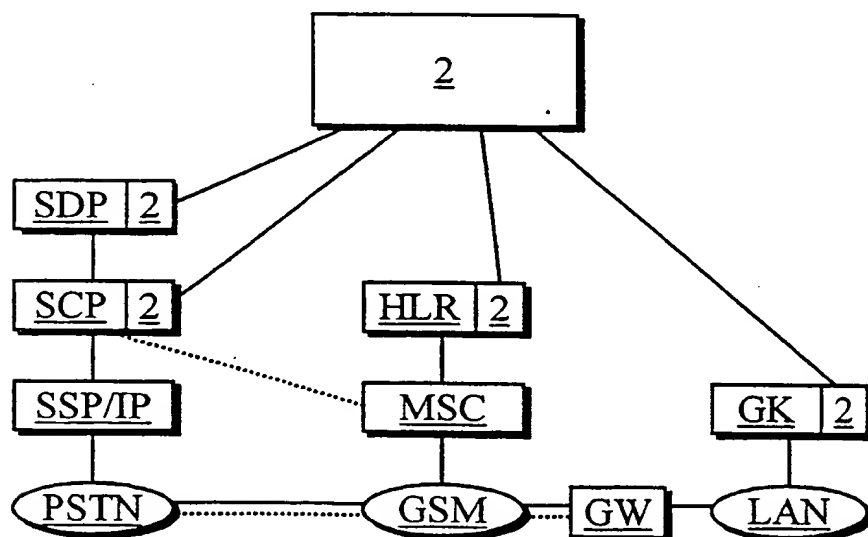 2
SDP 2
SCP 2
HLR 2
SSP/IP
MSC
GK 2
PSTN
GSM
GW
LAN